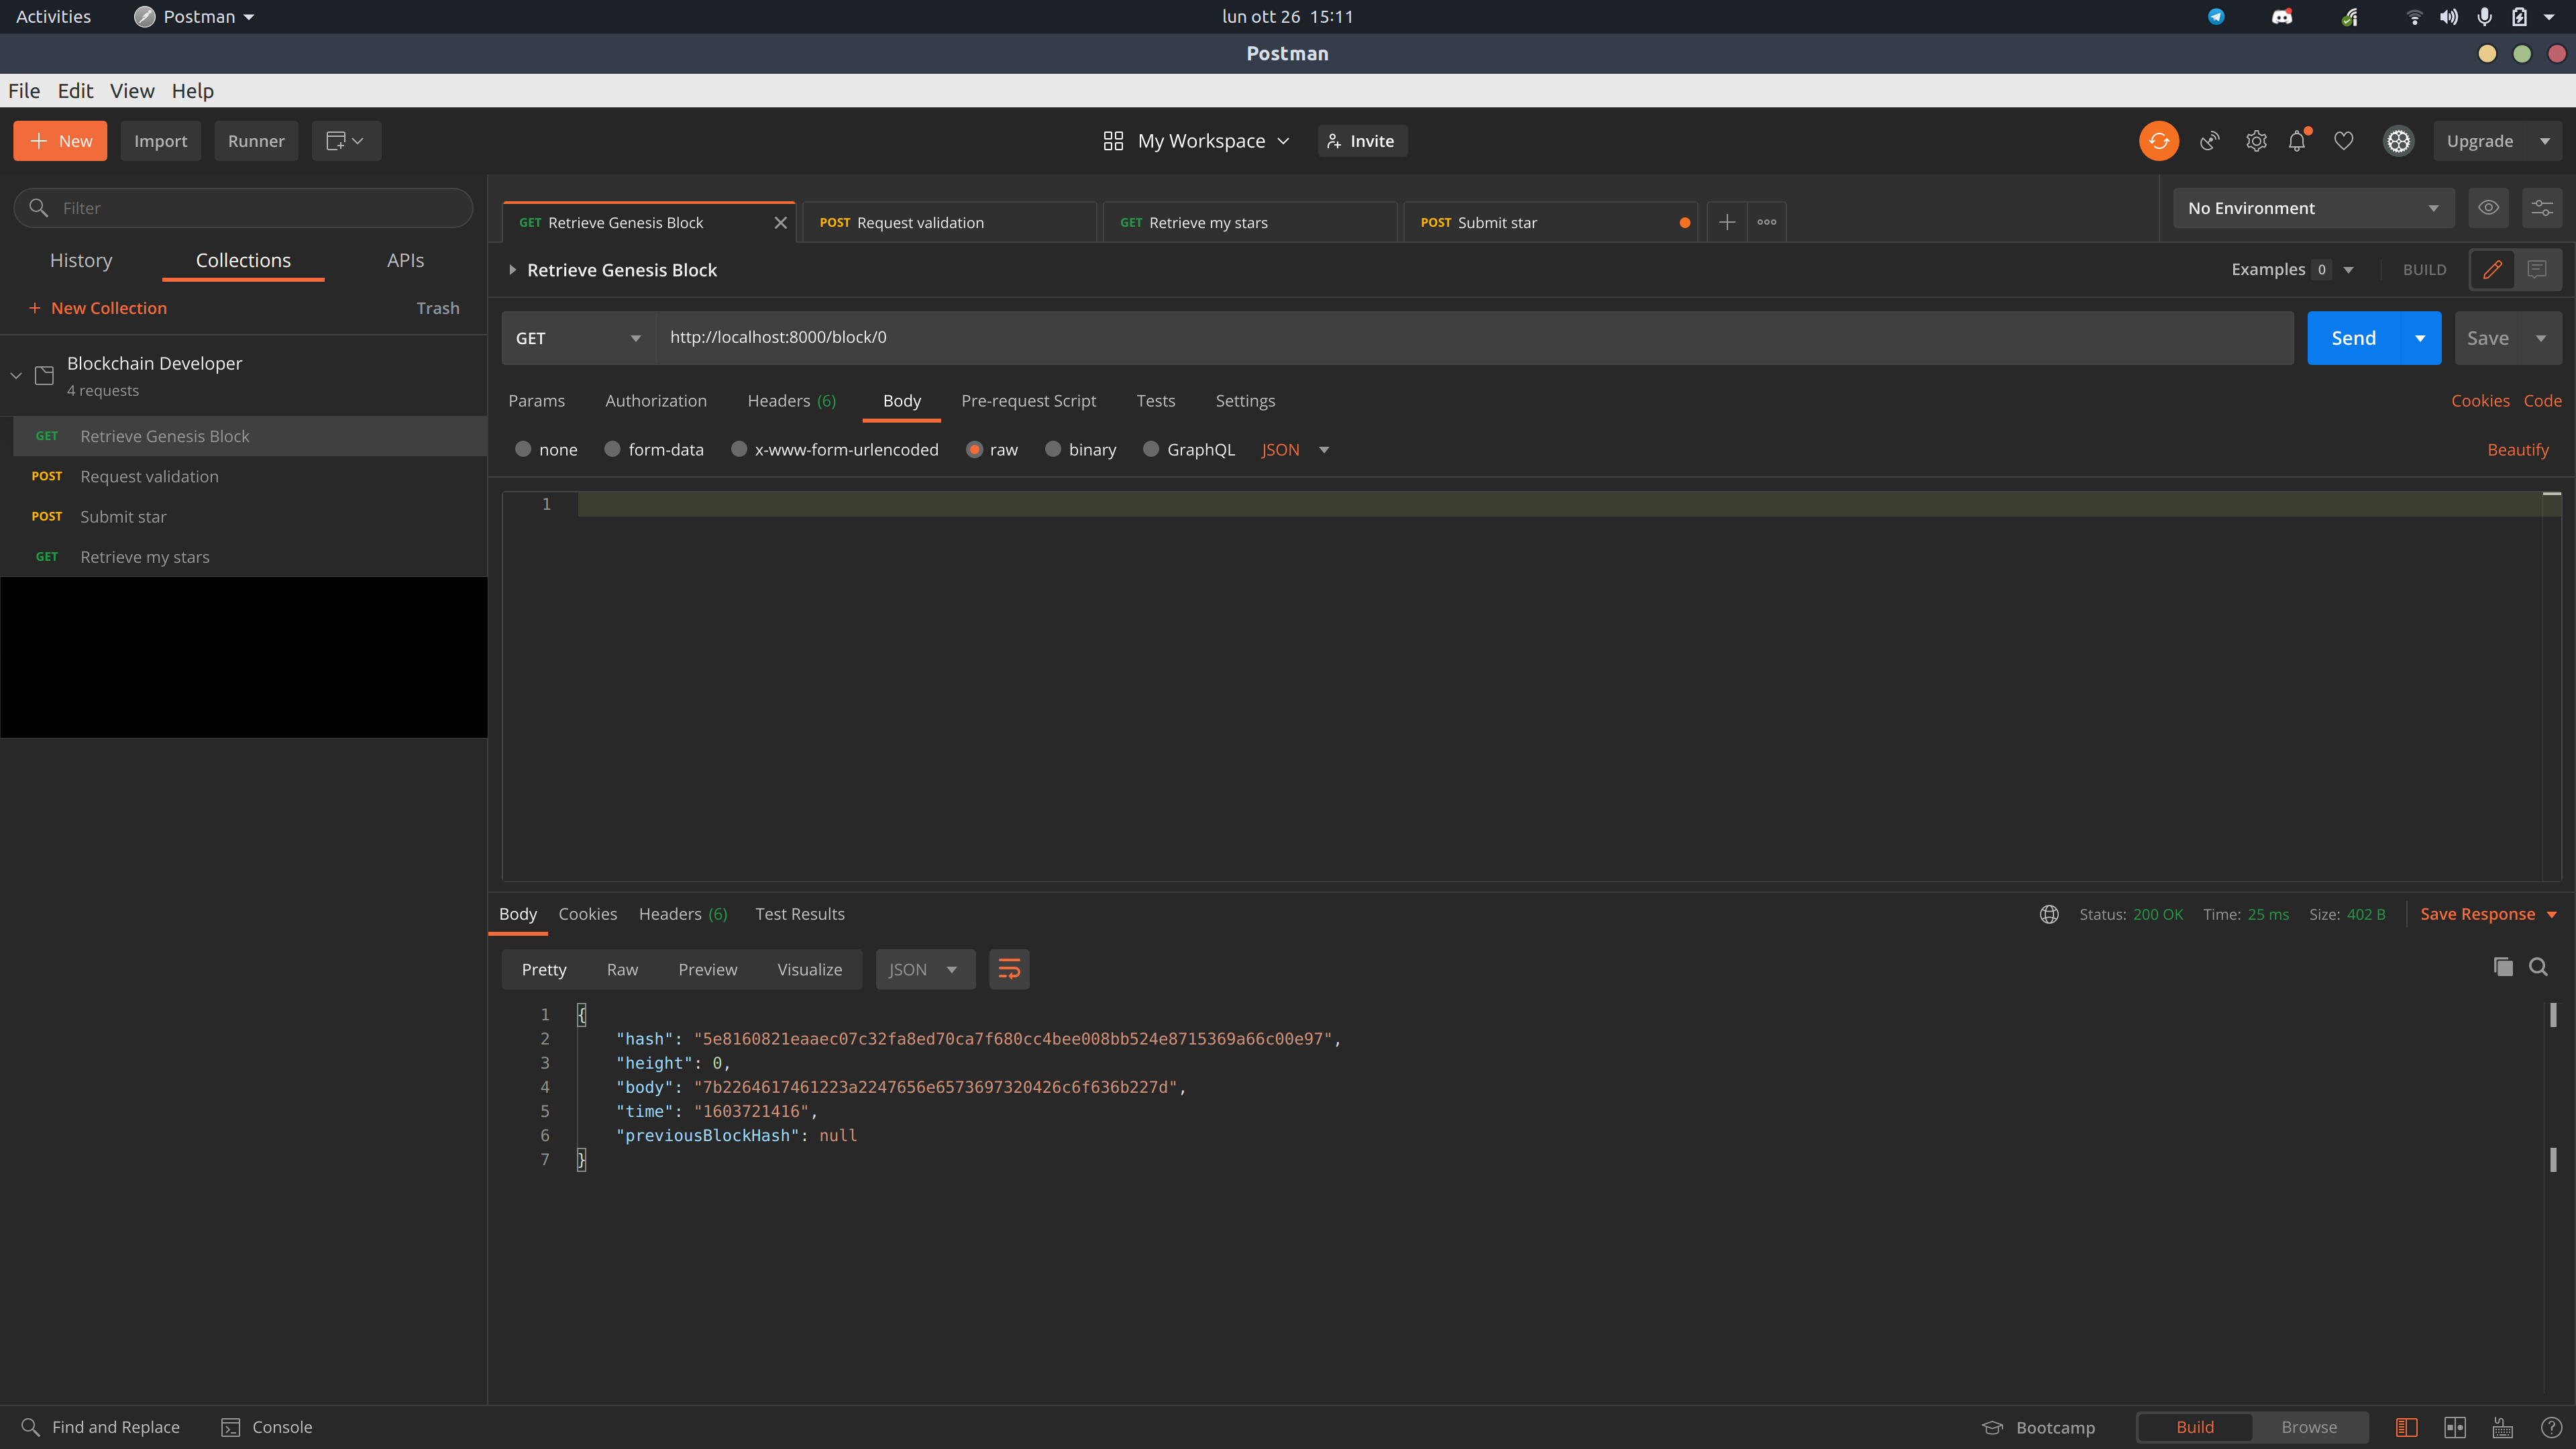 Activities Postman lun ott 26 15:11
Postman
File Edit View Help
+ New Import Runner My Workspace Invite Upgrade
Filter
History Collections APIs
+ New Collection Trash
Blockchain Developer
4 requests
GET Retrieve Genesis Block
POST Request validation
POST Submit star
GET Retrieve my stars
GET Retrieve Genesis Block POST Request validation GET Retrieve my stars POST Submit star No Environment
Retrieve Genesis Block Examples 0 BUILD
GET http://localhost:8000/block/0 Send Save
Params Authorization Headers (6) Body Pre-request Script Tests Settings Cookies Code
none form-data x-www-form-urlencoded raw binary GraphQL JSON Beautify
1
Body Cookies Headers (6) Test Results Status: 200 OK Time: 25 ms Size: 402 B Save Response
Pretty Raw Preview Visualize JSON
1 {
2 "hash": "5e8160821eaaec07c32fa8ed70ca7f680cc4bee008bb524e8715369a66c00e97",
3 "height": 0,
4 "body": "7b2264617461223a2247656e6573697320426c6f636b227d",
5 "time": "1603721416",
6 "previousBlockHash": null
7 }
Find and Replace Console Bootcamp Build Browse